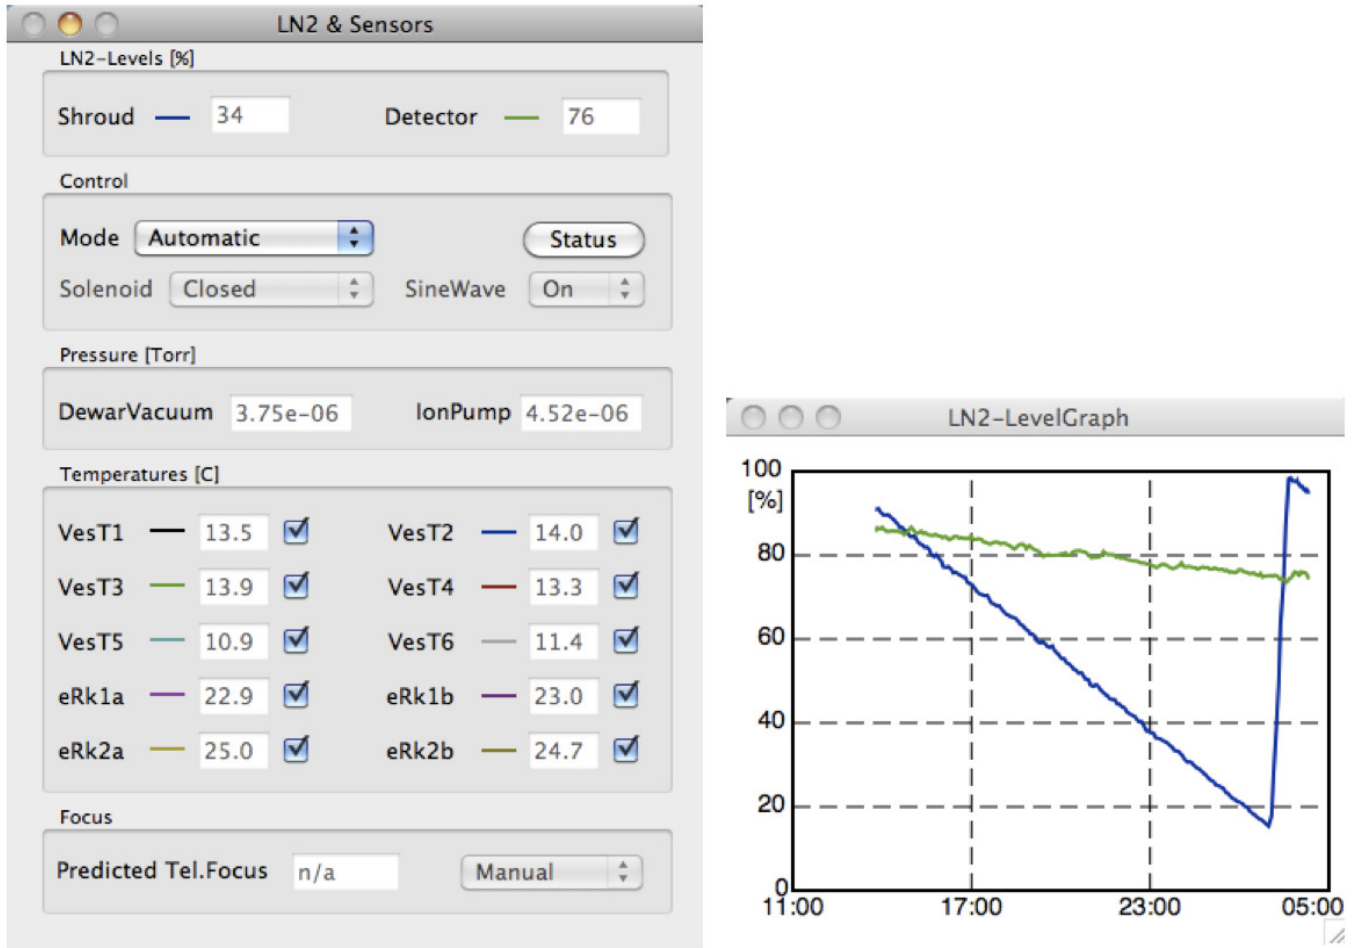 LN2 & Sensors
LN2-Levels [%]
Shroud 34 Detector 76
Control
Mode Automatic Status
Solenoid Closed SineWave On
Pressure [Torr]
DewarVacuum 3.75e-06 IonPump 4.52e-06
Temperatures [C]
VesT1 13.5 VesT2 14.0
VesT3 13.9 VesT4 13.3
VesT5 10.9 VesT6 11.4
eRk1a 22.9 eRk1b 23.0
eRk2a 25.0 eRk2b 24.7
Focus
Predicted Tel.Focus n/a Manual
LN2-LevelGraph
100
[%]
80
60
40
20
0
11:00 17:00 23:00 05:00